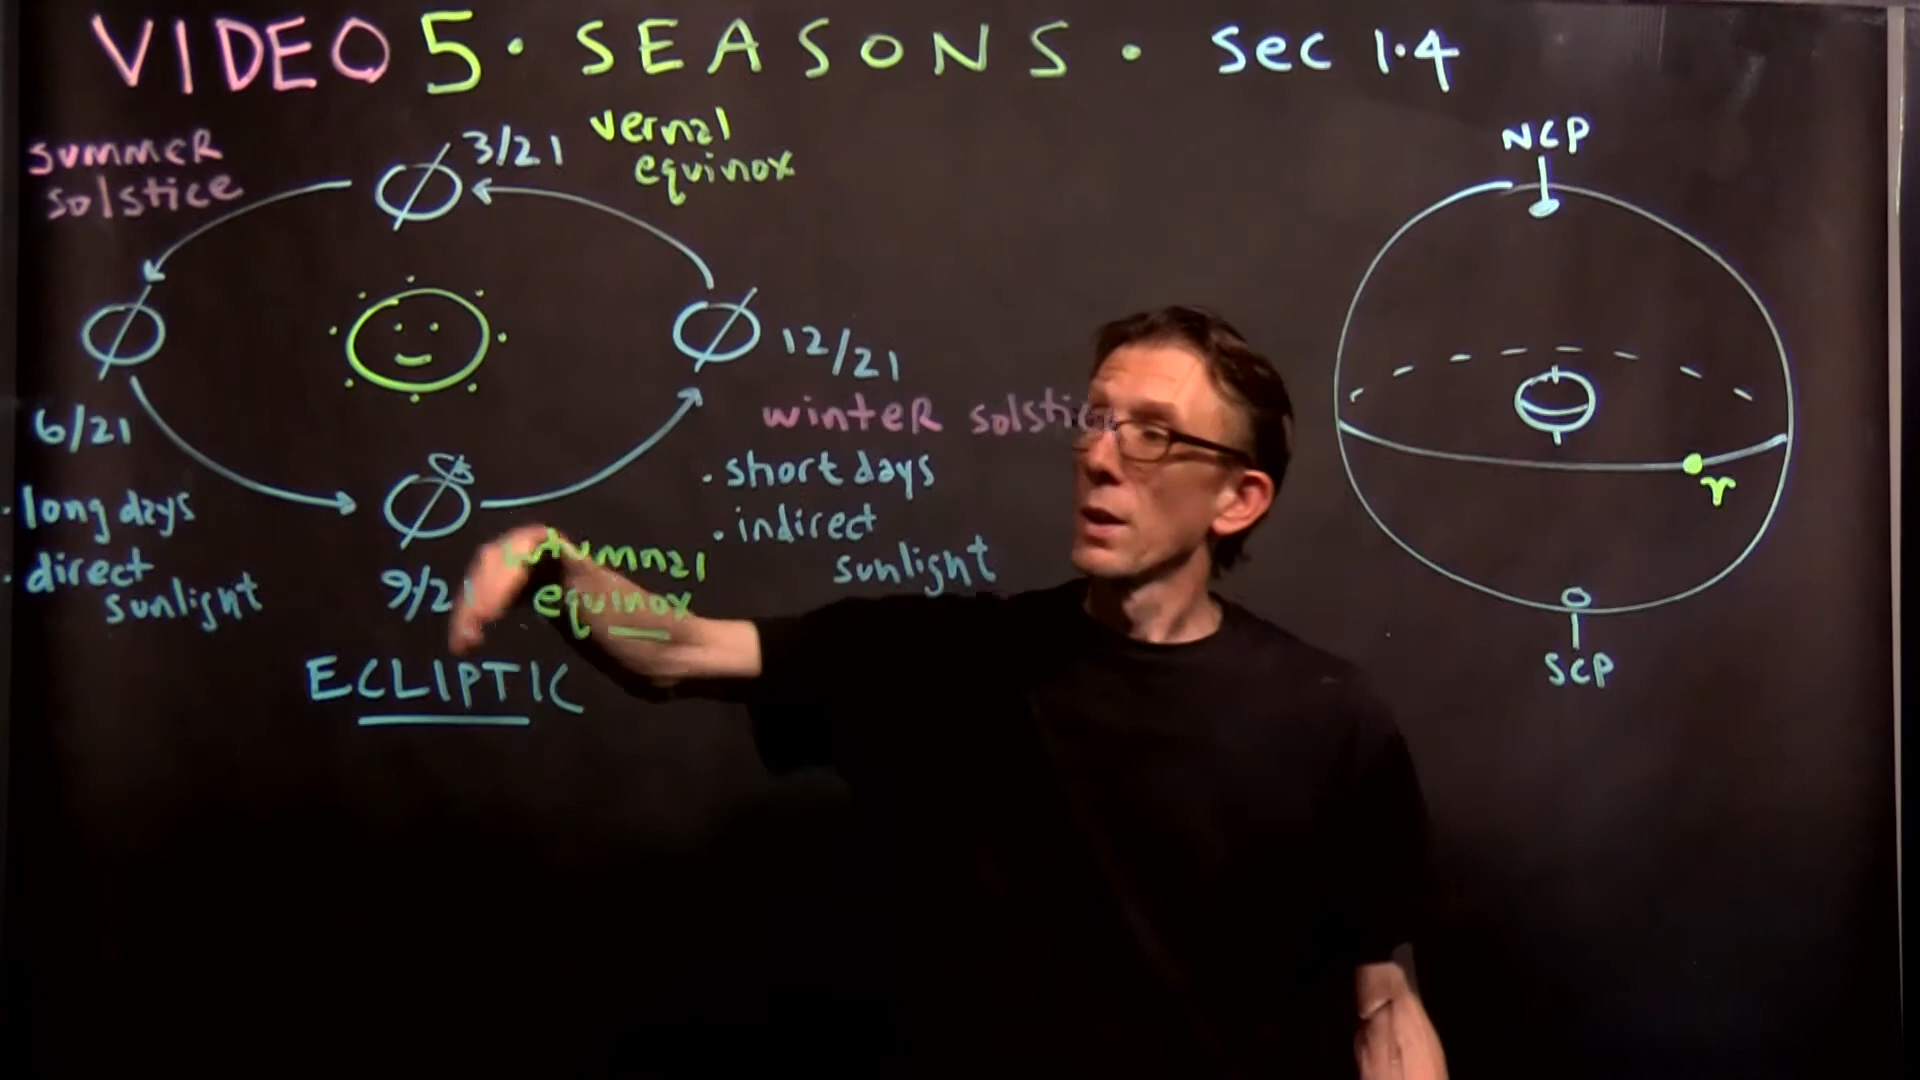 VIDEO 5 · SEASONS · Sec 1.4
summer
solstice
3/21
vernal
equinox
NCP
12/21
winter solstice
6/21
· short days
· indirect
sunlight
· long days
· direct
sunlight
9/21
autumnal
equinox
ECLIPTIC
♈
SCP